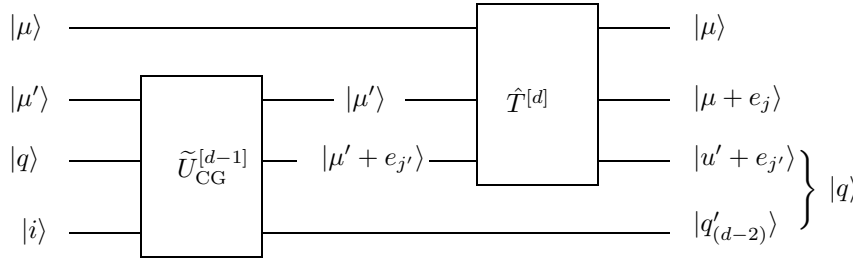 |μ⟩ |μ⟩
T̂^[d]
|μ'⟩ |μ'⟩ |μ + e_j⟩
|q⟩ Ũ_CG^[d−1] |μ' + e_j'⟩ |u' + e_j'⟩
} |q⟩
|i⟩ |q'_(d−2)⟩